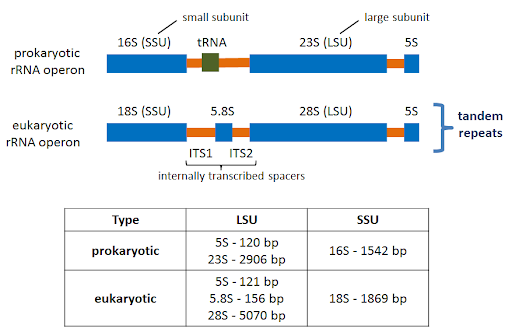 small subunit
large subunit
16S (SSU)
tRNA
23S (LSU)
5S
prokaryotic
rRNA operon
18S (SSU)
5.8S
28S (LSU)
5S
eukaryotic
rRNA operon
tandem
repeats
ITS1
ITS2
internally transcribed spacers
Type
LSU
SSU
prokaryotic
5S - 120 bp
23S - 2906 bp
16S - 1542 bp
eukaryotic
5S - 121 bp
5.8S - 156 bp
28S - 5070 bp
18S - 1869 bp